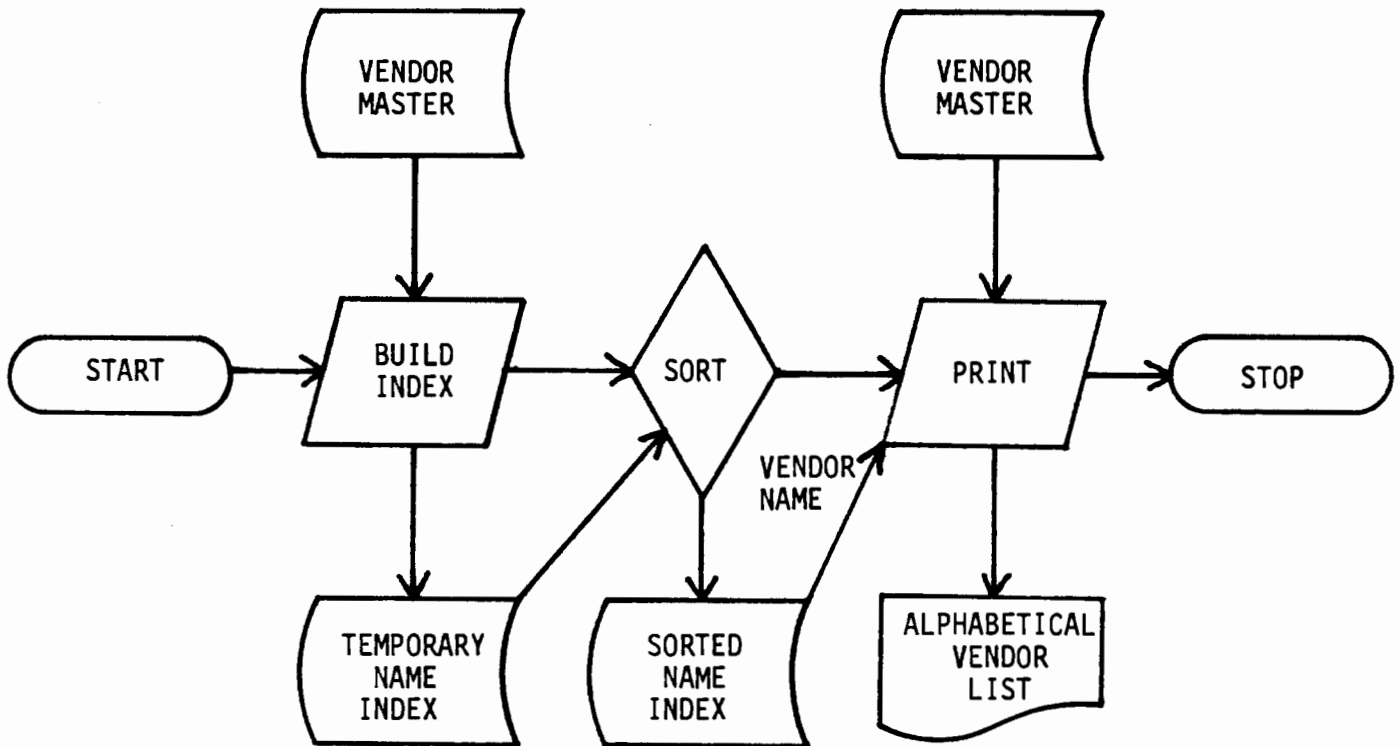 VENDOR
MASTER
VENDOR
MASTER
START
BUILD
INDEX
SORT
PRINT
STOP
VENDOR
NAME
TEMPORARY
NAME
INDEX
SORTED
NAME
INDEX
ALPHABETICAL
VENDOR
LIST